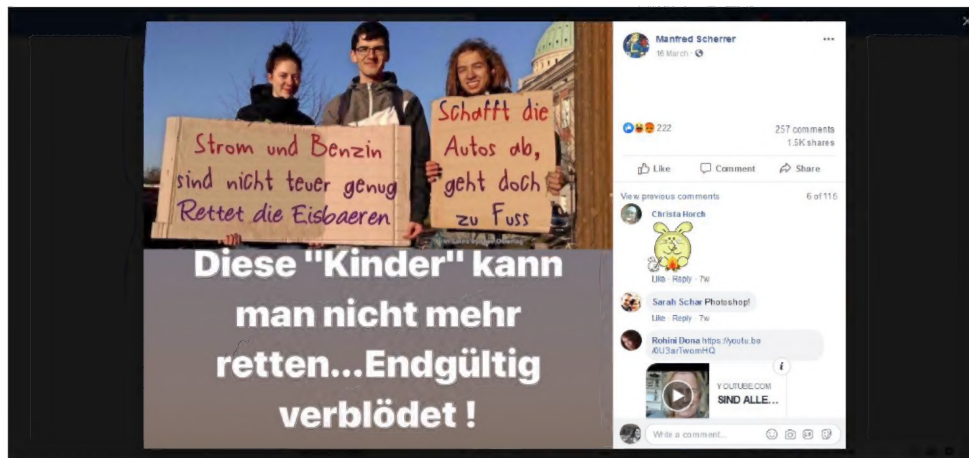 Strom und Benzin
sind nicht teuer genug
Rettet die Eisbaeren
Schafft die
Autos ab,
geht doch
zu Fuss
Diese "Kinder" kann
man nicht mehr
retten...Endgültig
verblödet !
Manfred Scherrer
16 March
222
257 comments
1.5K shares
Like Comment Share
View previous comments 6 of 115
Christa Horch
Like · Reply · 7w
Sarah Schar Photoshop!
Like · Reply · 7w
Rohini Dona https://youtu.be
/0U3arTwomHQ
YOUTUBE.COM
SIND ALLE...
Write a comment...